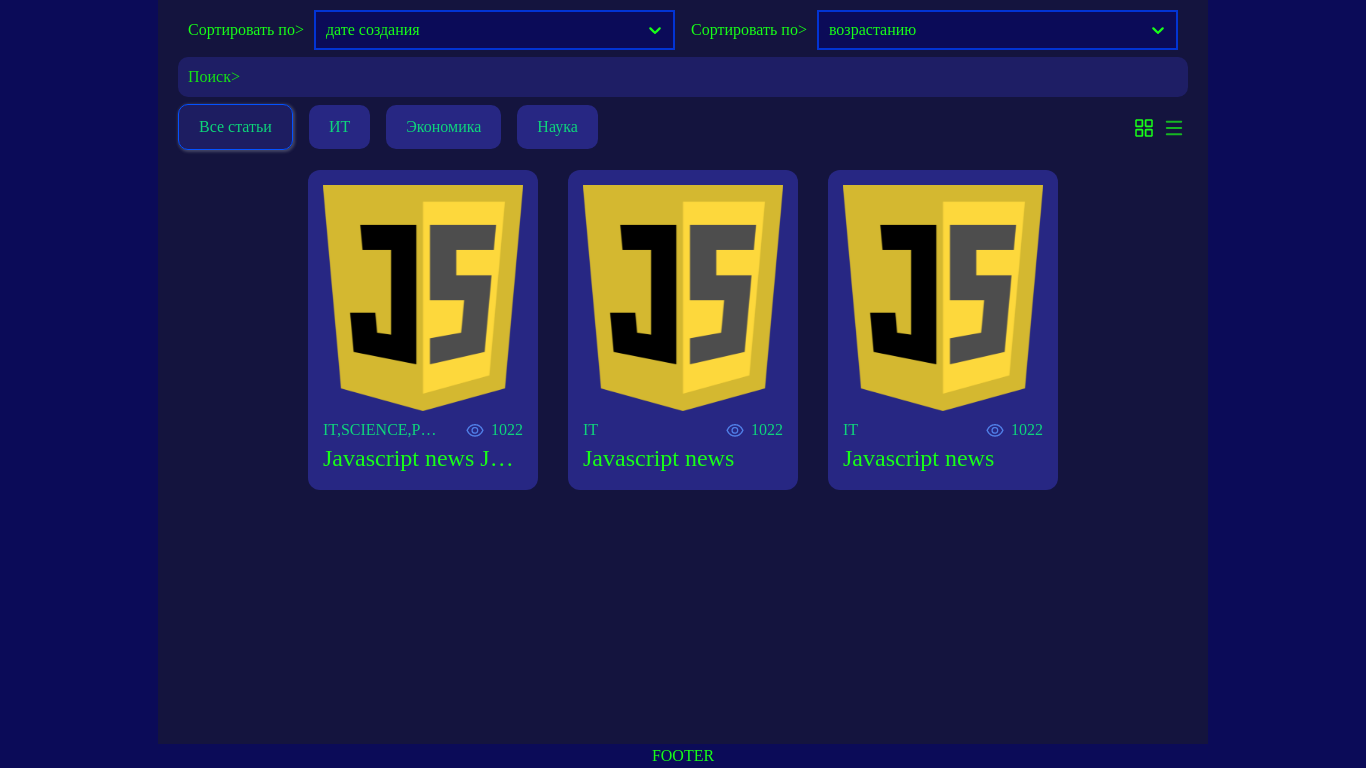 Сортировать по> дате создания Сортировать по> возрастанию
Поиск>
Все статьи ИТ Экономика Наука
JS JS JS
IT,SCIENCE,P… 1022 IT 1022 IT 1022
Javascript news J… Javascript news Javascript news
FOOTER